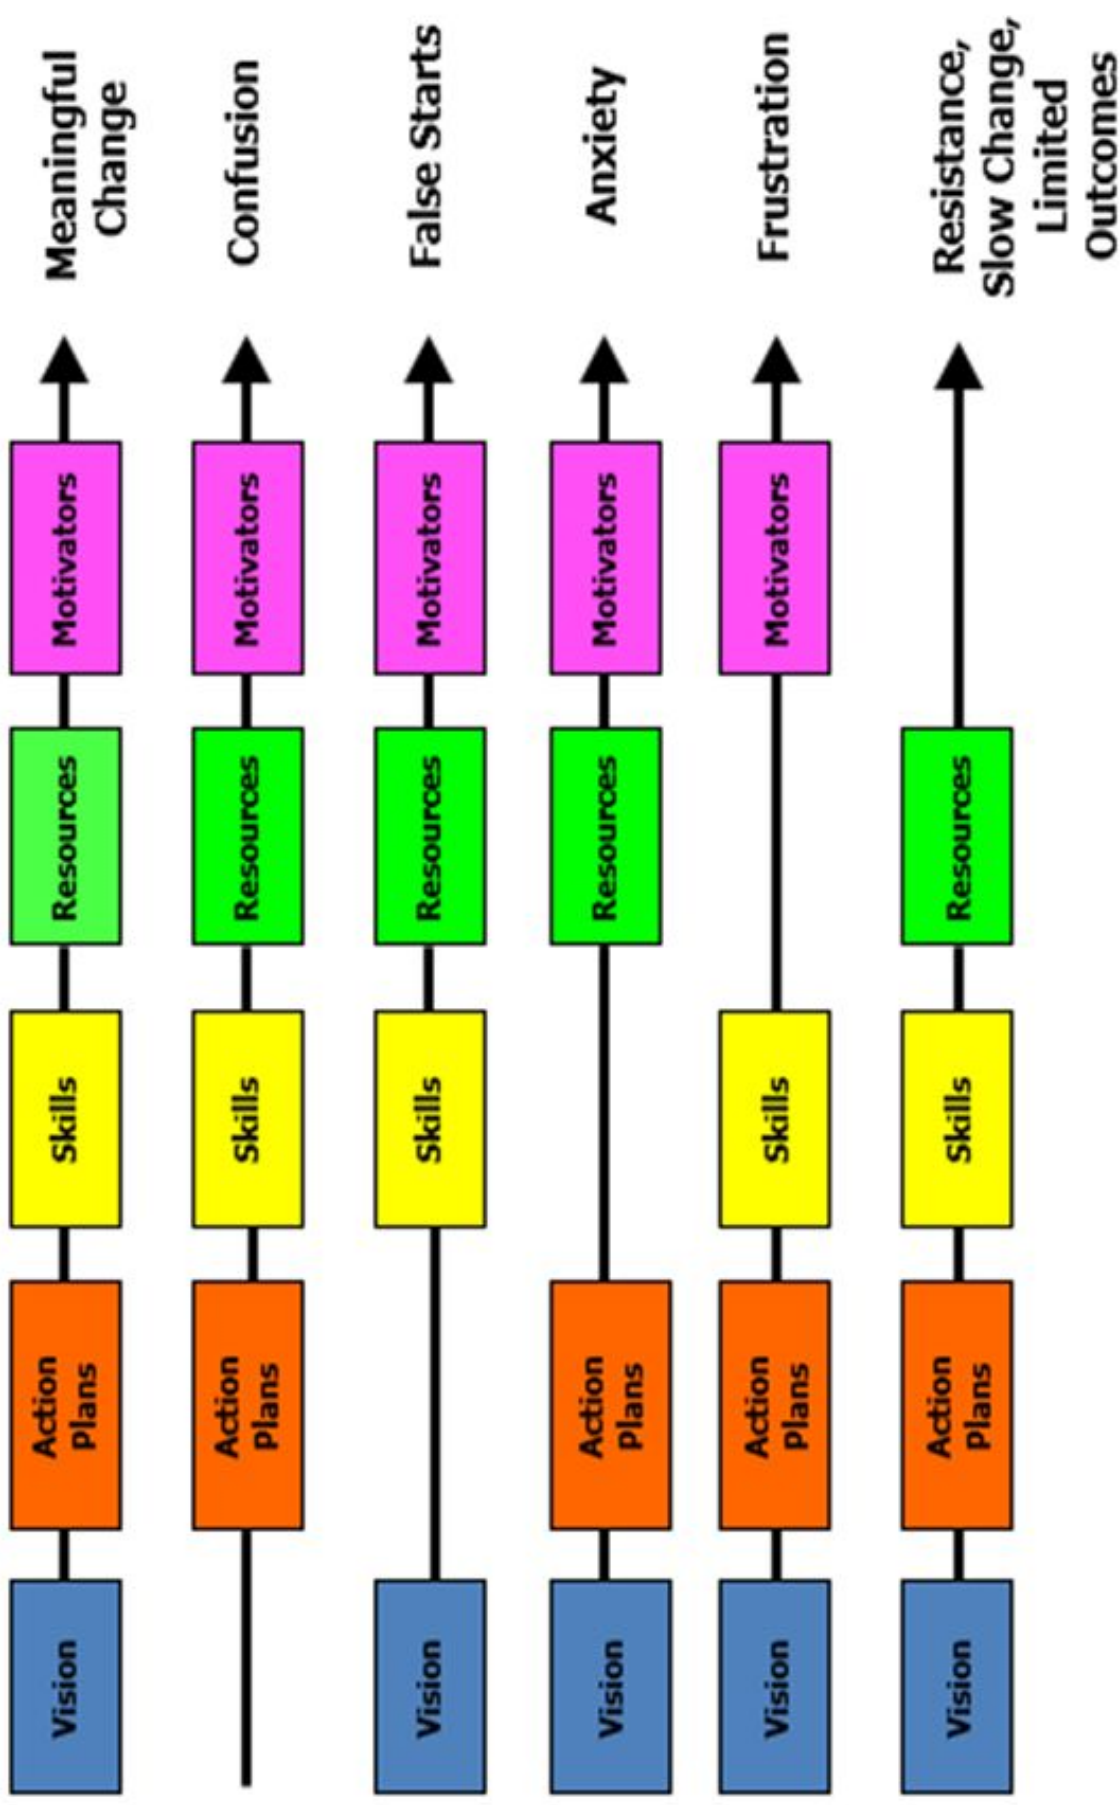 Vision
Action
plans
Skills
Resources
Motivators
Meaningful
Change
Action
plans
Skills
Resources
Motivators
Confusion
Vision
Skills
Resources
Motivators
False Starts
Vision
Action
plans
Resources
Motivators
Anxiety
Vision
Action
plans
Skills
Motivators
Frustration
Vision
Action
plans
Skills
Resources
Resistance,
Slow Change,
Limited
Outcomes